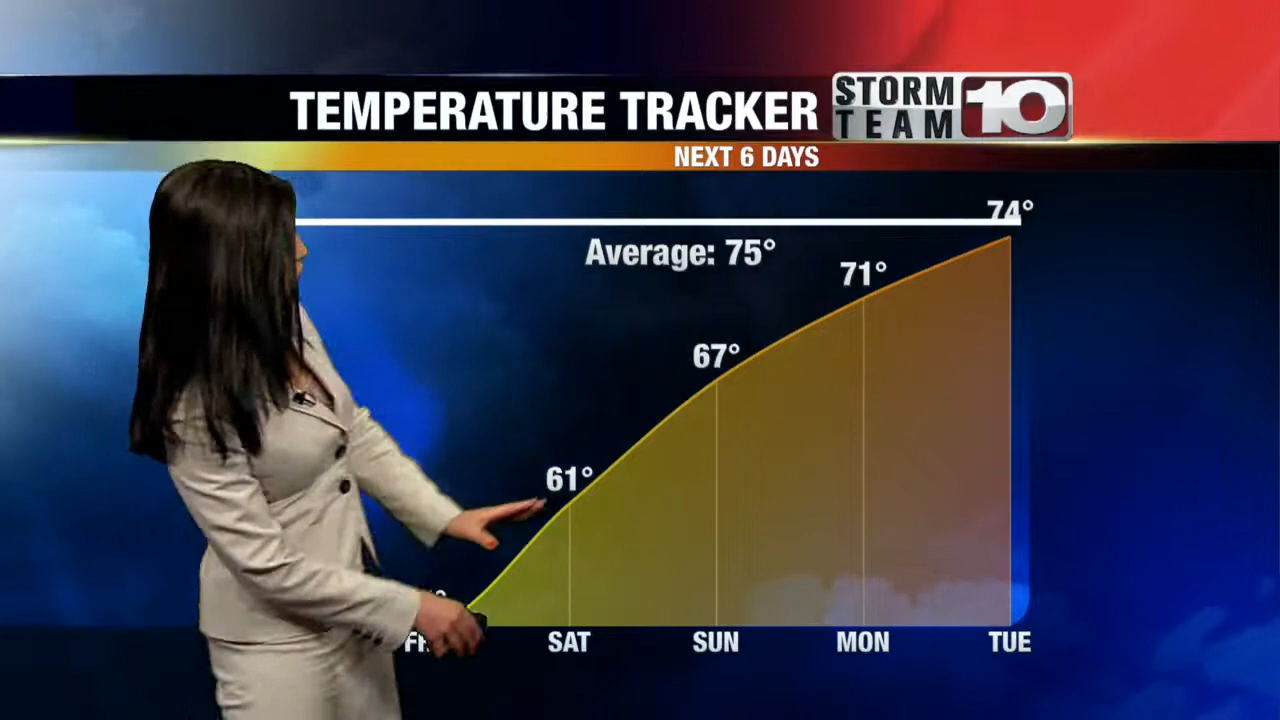 TEMPERATURE TRACKER
STORM TEAM 10
NEXT 6 DAYS
74°
Average: 75°
71°
67°
61°
SAT SUN MON TUE